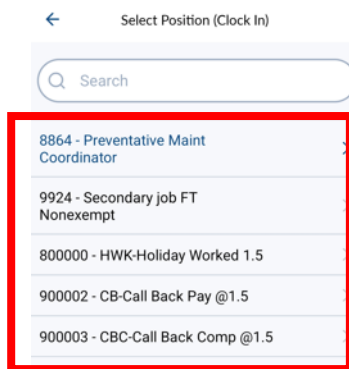 Select Position (Clock In)
Search
8864 - Preventative Maint
Coordinator
9924 - Secondary job FT
Nonexempt
800000 - HWK-Holiday Worked 1.5
900002 - CB-Call Back Pay @1.5
900003 - CBC-Call Back Comp @1.5